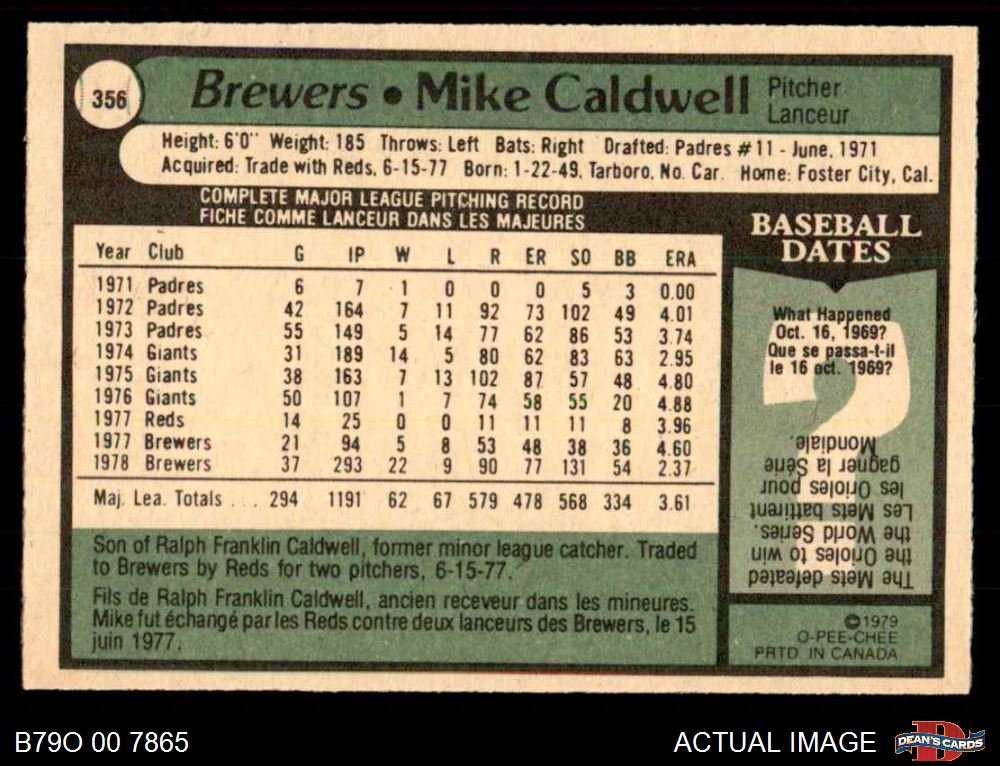 356
Brewers • Mike Caldwell
Pitcher
Lanceur
Height: 6'0" Weight: 185 Throws: Left Bats: Right Drafted: Padres #11 - June, 1971
Acquired: Trade with Reds, 6-15-77 Born: 1-22-49, Tarboro, No. Car. Home: Foster City, Cal.
COMPLETE MAJOR LEAGUE PITCHING RECORD
FICHE COMME LANCEUR DANS LES MAJEURES
Year Club G IP W L R ER SO BB ERA
1971 Padres 6 7 1 0 0 0 5 3 0.00
1972 Padres 42 164 7 11 92 73 102 49 4.01
1973 Padres 55 149 5 14 77 62 86 53 3.74
1974 Giants 31 189 14 5 80 62 83 63 2.95
1975 Giants 38 163 7 13 102 87 57 48 4.80
1976 Giants 50 107 1 7 74 58 55 20 4.88
1977 Reds 14 25 0 0 11 11 11 8 3.96
1977 Brewers 21 94 5 8 53 48 38 36 4.60
1978 Brewers 37 293 22 9 90 77 131 54 2.37
Maj. Lea. Totals . . . 294 1191 62 67 579 478 568 334 3.61
Son of Ralph Franklin Caldwell, former minor league catcher. Traded
to Brewers by Reds for two pitchers, 6-15-77.
Fils de Ralph Franklin Caldwell, ancien receveur dans les mineures.
Mike fut échangé par les Reds contre deux lanceurs des Brewers, le 15
juin 1977.
BASEBALL
DATES
What Happened
Oct. 16, 1969?
Que se passa-t-il
le 16 oct. 1969?
The Mets defeated
the Orioles to win
the World Series.
Les Mets battirent
les Orioles pour
gagner la Série
Mondiale.
©1979
O-PEE-CHEE
PRTD. IN CANADA
B79O 00 7865
ACTUAL IMAGE
DEAN'S CARDS